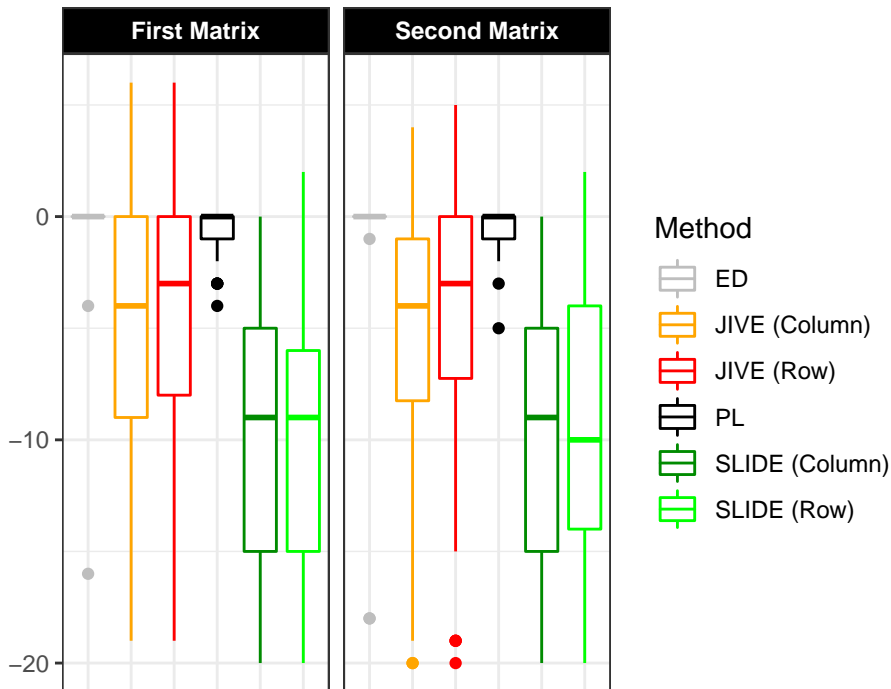 First Matrix
Second Matrix
0
−10
−20
Method
ED
JIVE (Column)
JIVE (Row)
PL
SLIDE (Column)
SLIDE (Row)